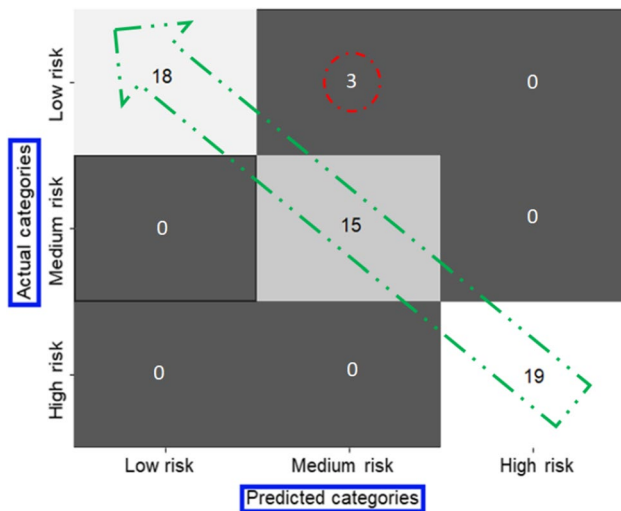 Actual categories
Low risk
Medium risk
High risk
18
3
0
0
15
0
0
0
19
Low risk
Medium risk
High risk
Predicted categories